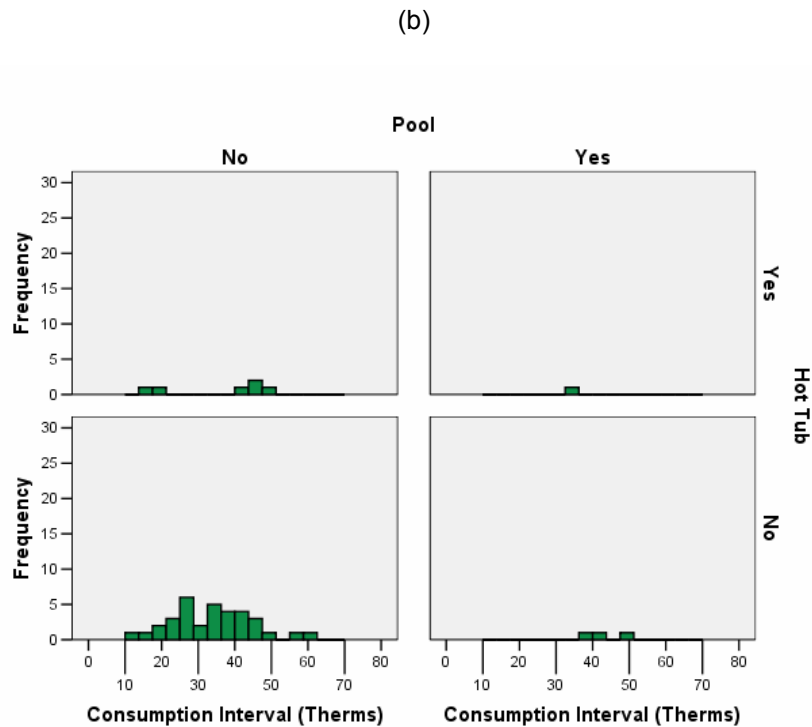 (b)
Pool
No Yes
30
25
20
15
10
5
0
Frequency
Yes
30
25
20
15
10
5
0
Frequency
No
Hot Tub
0 20 40 60 80 0 20 40 60 80
10 30 50 70 10 30 50 70
Consumption Interval (Therms) Consumption Interval (Therms)